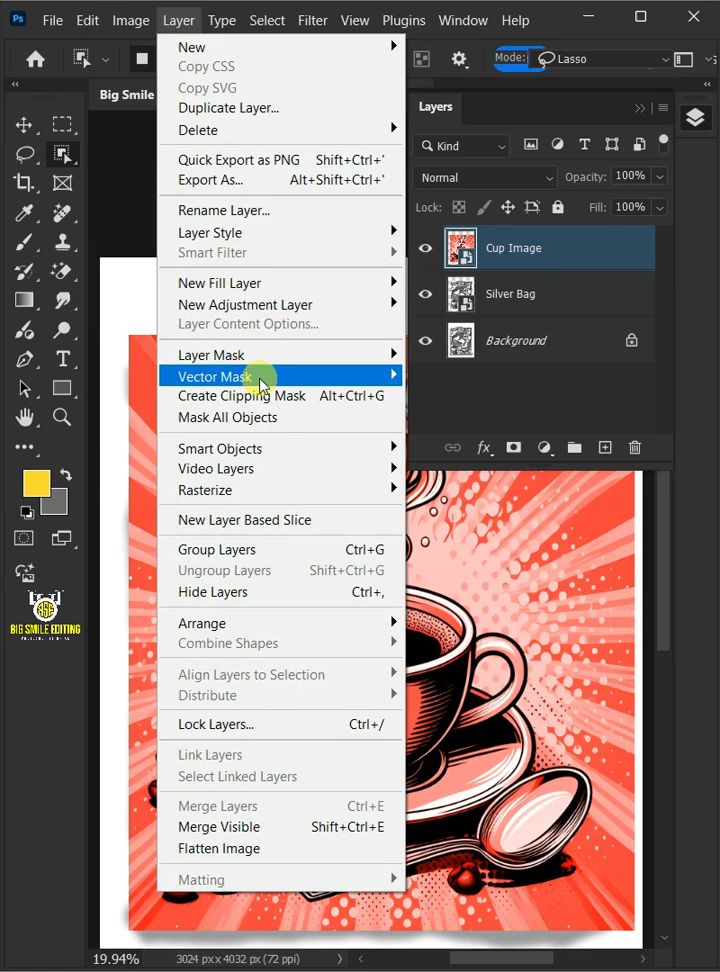 Ps File Edit Image Layer Type Select Filter View Plugins Window Help
Mode: Lasso
Big Smile
New
Copy CSS
Copy SVG
Duplicate Layer...
Delete
Quick Export as PNG Shift+Ctrl+'
Export As... Alt+Shift+Ctrl+'
Rename Layer...
Layer Style
Smart Filter
New Fill Layer
New Adjustment Layer
Layer Content Options...
Layer Mask
Vector Mask
Create Clipping Mask Alt+Ctrl+G
Mask All Objects
Smart Objects
Video Layers
Rasterize
New Layer Based Slice
Group Layers Ctrl+G
Ungroup Layers Shift+Ctrl+G
Hide Layers Ctrl+,
Arrange
Combine Shapes
Align Layers to Selection
Distribute
Lock Layers... Ctrl+/
Link Layers
Select Linked Layers
Merge Layers Ctrl+E
Merge Visible Shift+Ctrl+E
Flatten Image
Matting
Layers
Kind
Normal Opacity: 100%
Lock: Fill: 100%
Cup Image
Silver Bag
Background
fx
BIG SMILE EDITING
19.94% 3024 px x 4032 px (72 ppi)